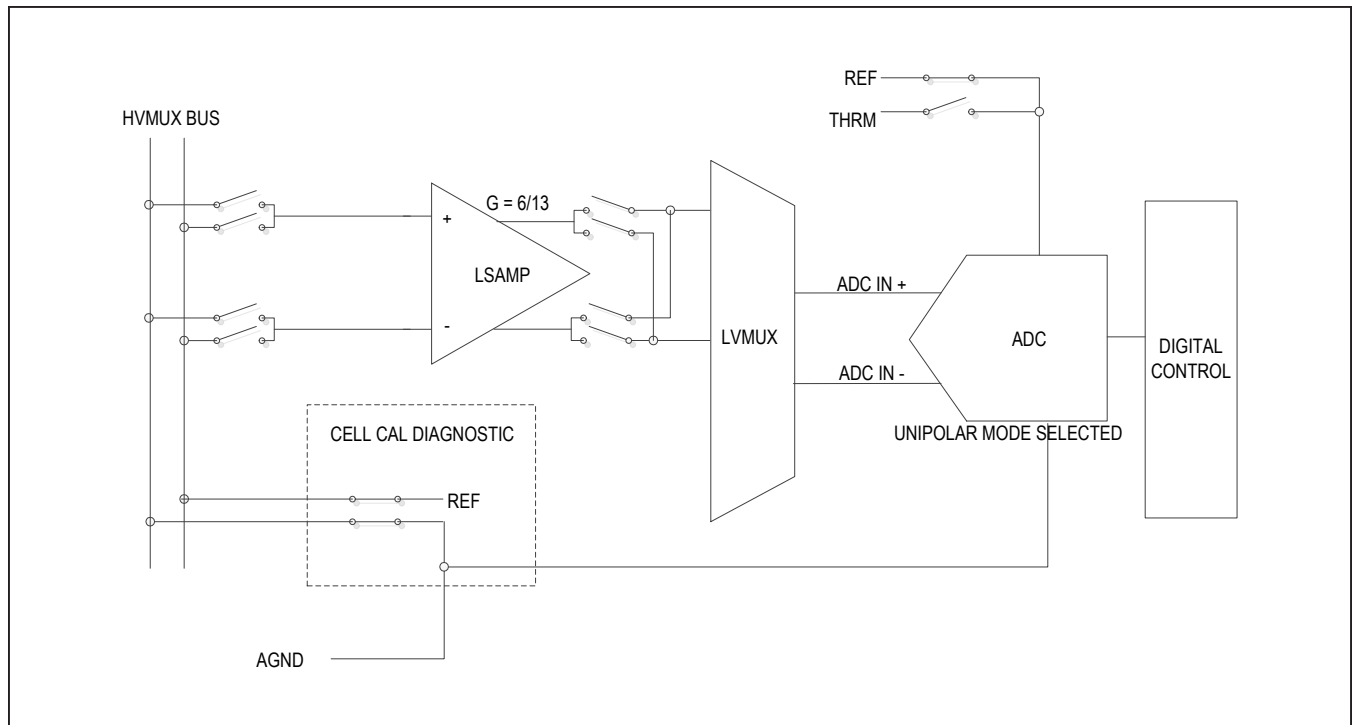 REF
THRM
HVMUX BUS
G = 6/13
+
LSAMP
-
LVMUX
ADC IN +
ADC IN -
ADC
DIGITAL
CONTROL
UNIPOLAR MODE SELECTED
CELL CAL DIAGNOSTIC
REF
AGND